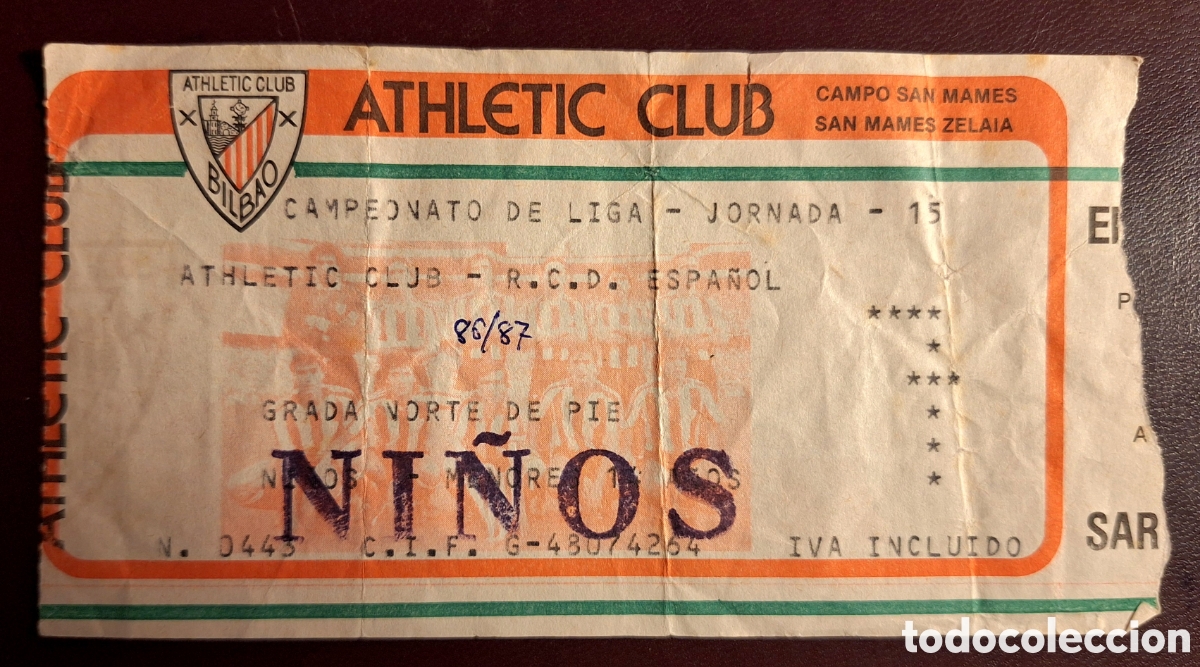 ATHLETIC CLUB
BILBAO
ATHLETIC CLUB
CAMPO SAN MAMES
SAN MAMES ZELAIA
ATHLETIC CLUB
CAMPEONATO DE LIGA - JORNADA - 15
EI
ATHLETIC CLUB - R.C.D. ESPAÑOL
P
****
86/87
*
***
GRADA NORTE DE PIE
*
A
*
NIÑOS
*
N. 0443 C.I.F. G-48074264 IVA INCLUIDO
SAR
todocoleccion